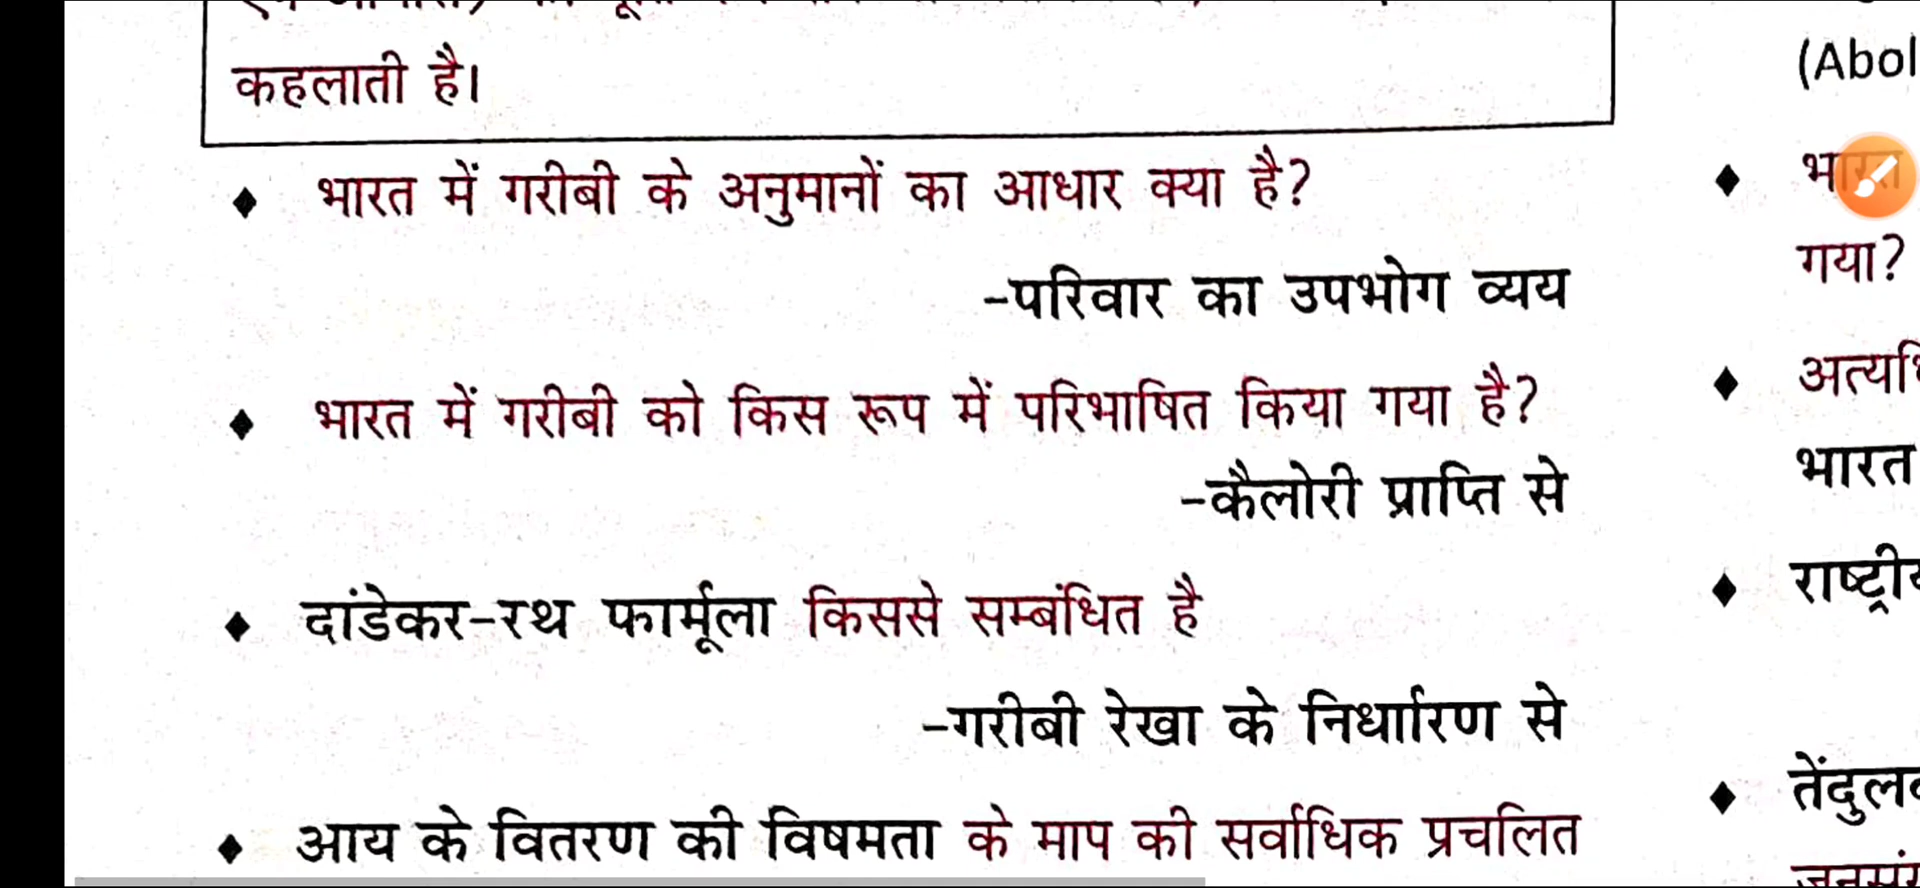 कहलाती है।
♦ भारत में गरीबी के अनुमानों का आधार क्या है?
-परिवार का उपभोग व्यय
♦ भारत में गरीबी को किस रूप में परिभाषित किया गया है?
-कैलोरी प्राप्ति से
♦ दांडेकर-रथ फार्मूला किससे सम्बंधित है
-गरीबी रेखा के निर्धारण से
♦ आय के वितरण की विषमता के माप की सर्वाधिक प्रचलित
(Abol
♦
गया?
♦
भारत
♦
♦